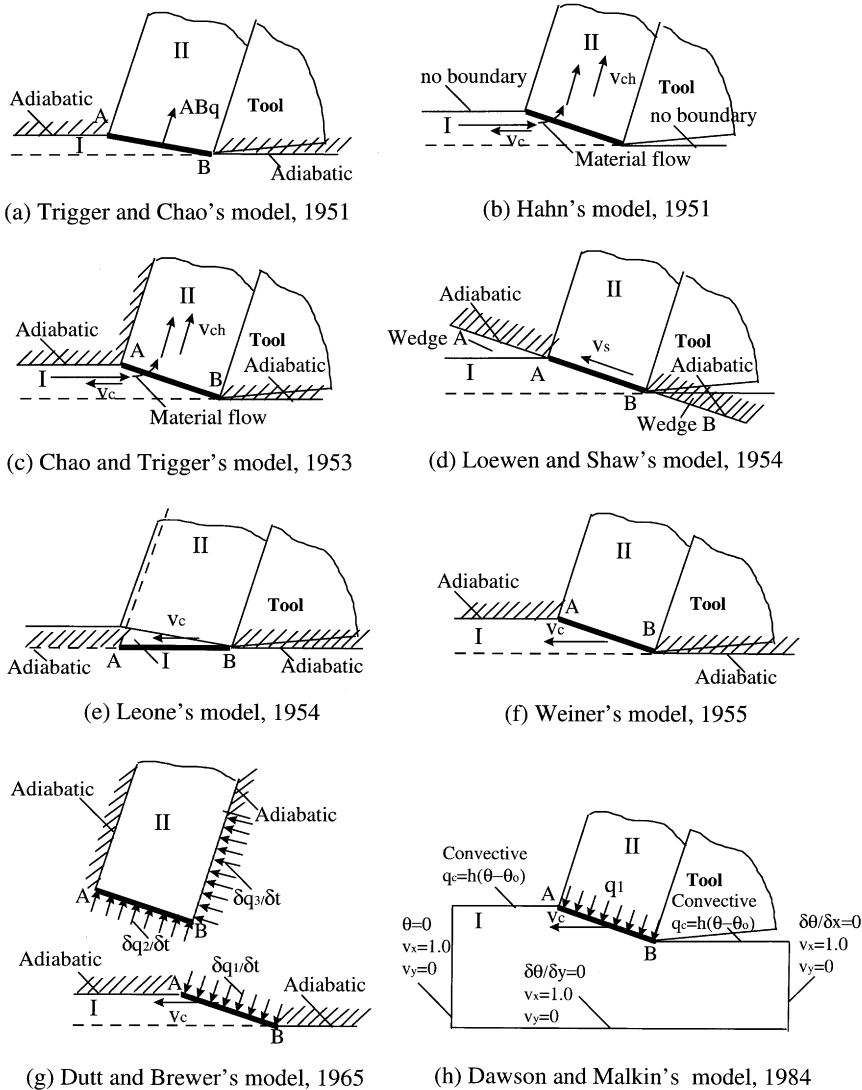 II
Adiabatic
A
ABq
Tool
I
B
Adiabatic
(a) Trigger and Chao's model, 1951
II
no boundary
vch
Tool
no boundary
I
vc
Material flow
(b) Hahn's model, 1951
II
Adiabatic
vch
Tool
A
B
Adiabatic
I
vc
Material flow
(c) Chao and Trigger's model, 1953
Adiabatic
II
Wedge A
vs
Tool
I
A
Adiabatic
B
Wedge B
(d) Loewen and Shaw's model, 1954
II
Tool
vc
Adiabatic
A
I
B
Adiabatic
(e) Leone's model, 1954
II
Adiabatic
A
Tool
I
vc
B
Adiabatic
(f) Weiner's model, 1955
Adiabatic
Adiabatic
II
A
δq3/δt
B
δq2/δt
Adiabatic
A
δq1/δt
Adiabatic
I
vc
B
(g) Dutt and Brewer's model, 1965
Convective
qc=h(θ−θo)
II
q1
Tool
A
Convective
qc=h(θ−θo)
I
vc
B
θ=0
vx=1.0
vy=0
δθ/δy=0
vx=1.0
vy=0
δθ/δx=0
vx=1.0
vy=0
(h) Dawson and Malkin's model, 1984